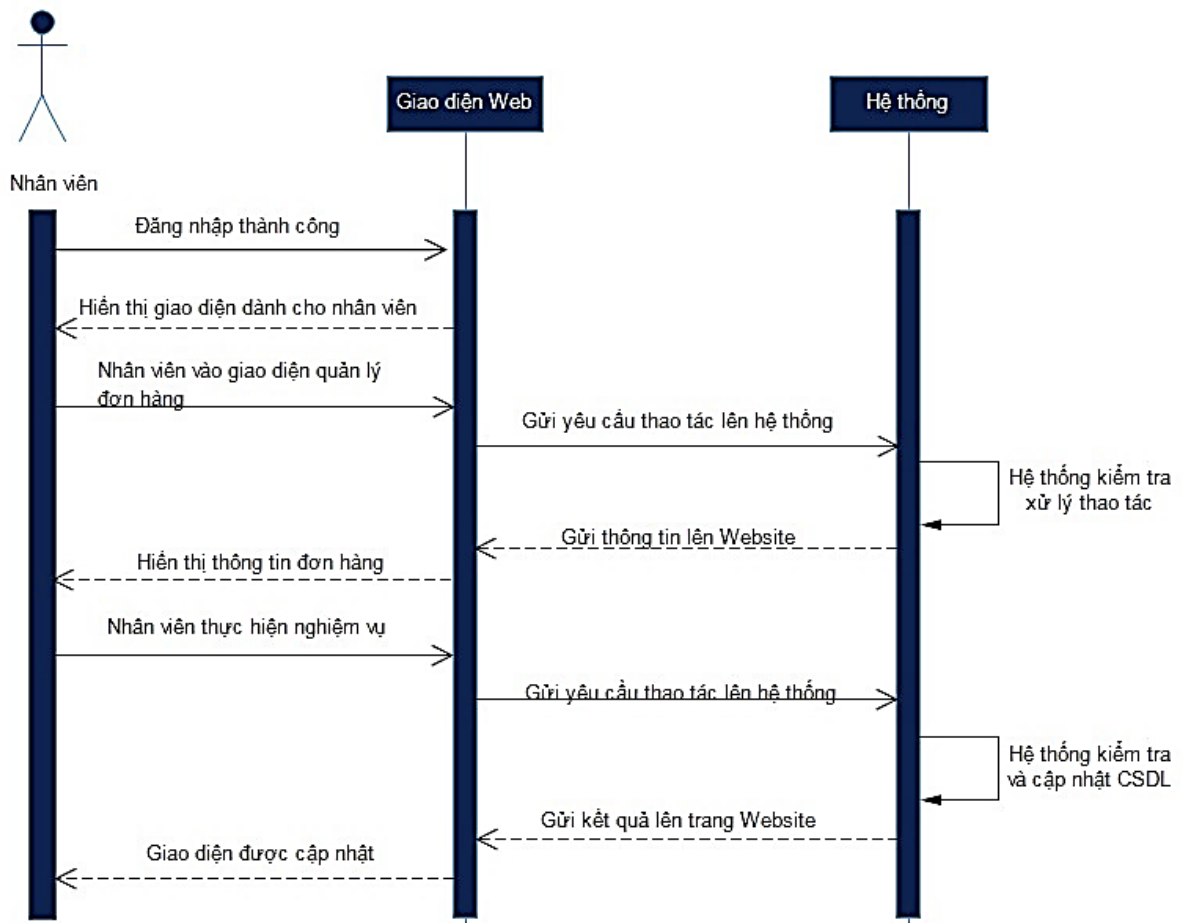 Giao diện Web
Hệ thống
Nhân viên
Đăng nhập thành công
Hiển thị giao diện dành cho nhân viên
Nhân viên vào giao diện quản lý
đơn hàng
Gửi yêu cầu thao tác lên hệ thống
Hệ thống kiểm tra
xử lý thao tác
Gửi thông tin lên Website
Hiển thị thông tin đơn hàng
Nhân viên thực hiện nghiệm vụ
Gửi yêu cầu thao tác lên hệ thống
Hệ thống kiểm tra
và cập nhật CSDL
Gửi kết quả lên trang Website
Giao diện được cập nhật